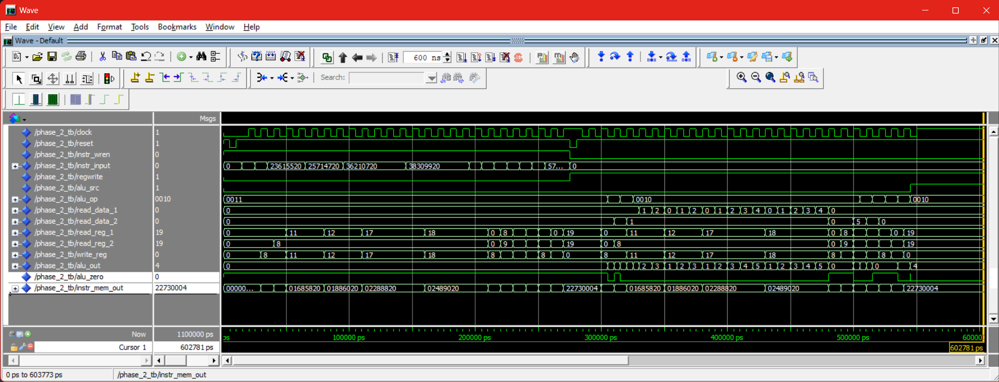 Wave
File Edit View Add Format Tools Bookmarks Window Help
Wave - Default
600 ns
Search:
Msgs
/phase_2_tb/clock 1
/phase_2_tb/reset 1
/phase_2_tb/instr_wren 0
/phase_2_tb/instr_input 0 0 23615520 25714720 36210720 38309920 57... 0
/phase_2_tb/regwrite 1
/phase_2_tb/alu_src 1
/phase_2_tb/alu_op 0010 0011 0010 0010
/phase_2_tb/read_data_1 0 0 1 2 0 1 2 0 1 2 3 4 0 1 2 3 4 0
/phase_2_tb/read_data_2 0 0 1 0 5 0
/phase_2_tb/read_reg_1 19 0 11 12 17 18 0 8 0 19 0 11 12 17 18 0 8 0 19
/phase_2_tb/read_reg_2 19 0 8 0 9 19 0 8 0 9 19
/phase_2_tb/write_reg 0 0 8 11 12 17 18 8 8 0 8 11 12 17 18 8 8 0
/phase_2_tb/alu_out 4 0 2 3 1 2 3 1 2 3 4 5 1 2 3 4 5 0 0 4
/phase_2_tb/alu_zero 0
/phase_2_tb/instr_mem_out 22730004 00000... 01685820 01886020 02288820 02489020 22730004 01685820 01886020 02288820 02489020 22730004
Now 1100000 ps
ps 100000 ps 200000 ps 300000 ps 400000 ps 500000 ps 60000
Cursor 1 602781 ps 602781 ps
0 ps to 603773 ps /phase_2_tb/instr_mem_out